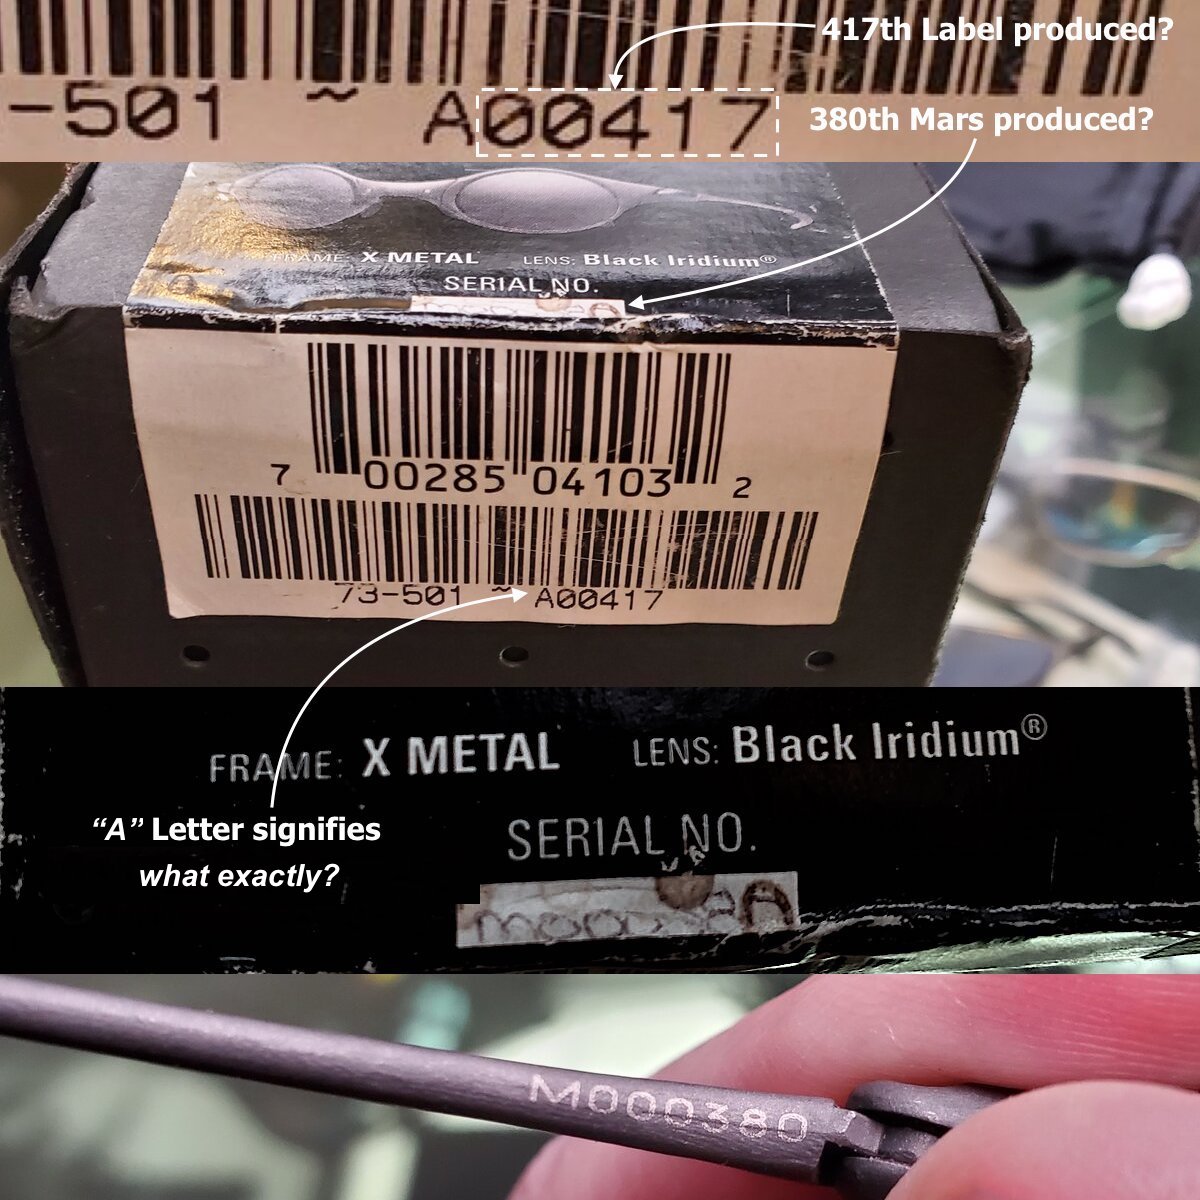 417th Label produced?
-501 ~ A00417
380th Mars produced?
FRAME: X METAL LENS: Black Iridium®
SERIAL NO.
7 00285 04103 2
73-501 ~ A00417
FRAME: X METAL LENS: Black Iridium®
SERIAL NO.
“A” Letter signifies
what exactly?
M000380